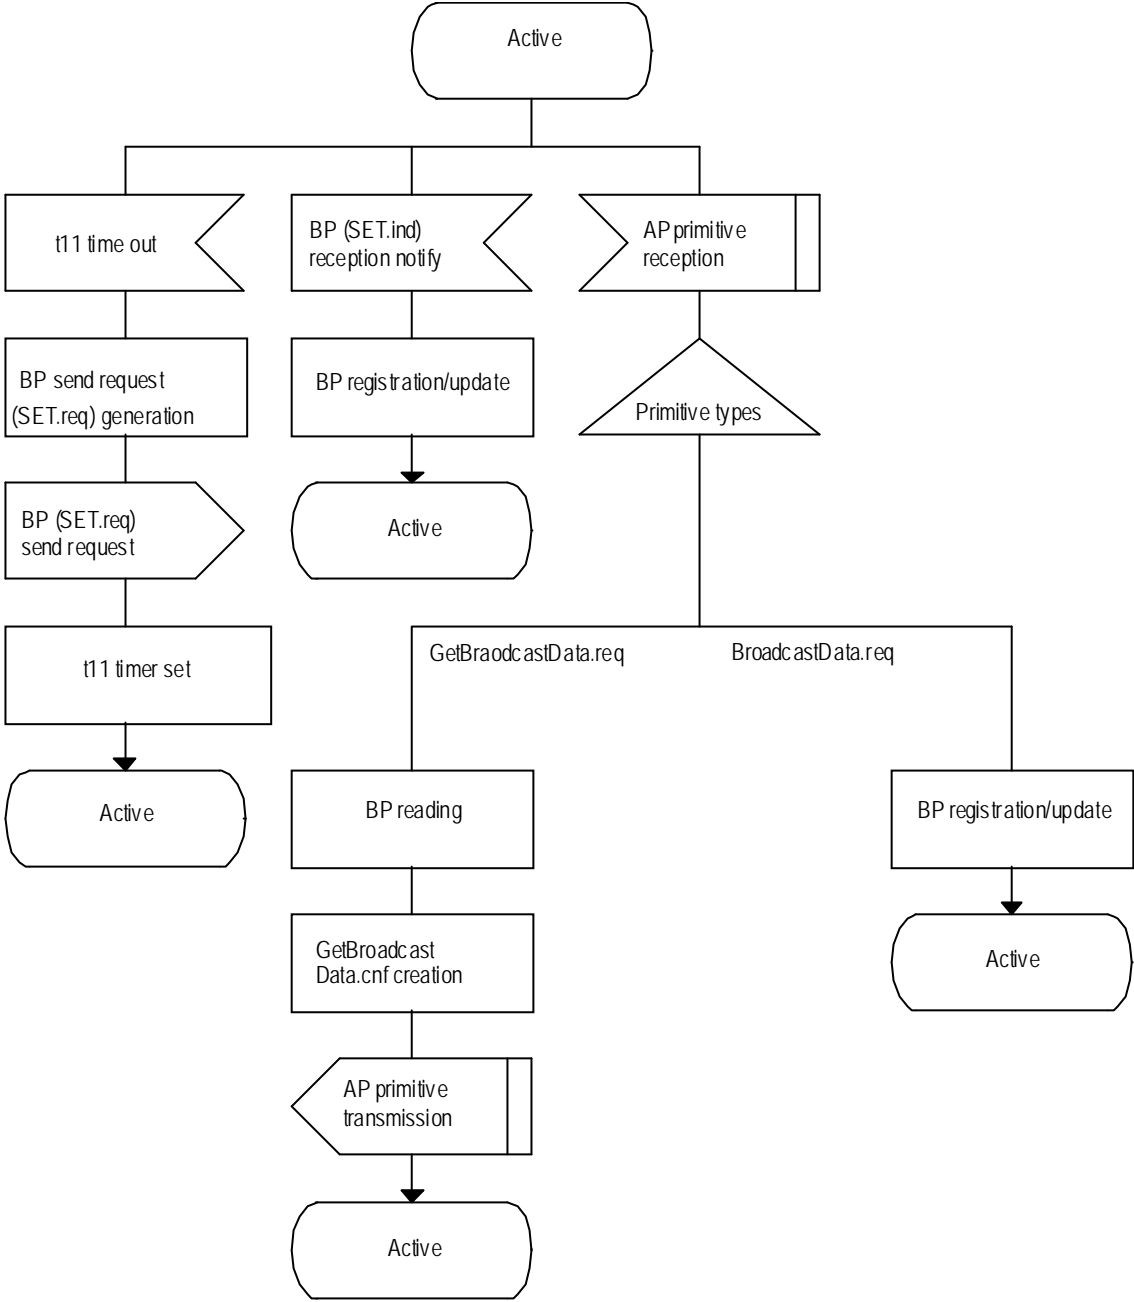 Active
t11 time out
BP (SET.ind)
reception notify
AP primitive
reception
BP send request
(SET.req) generation
BP registration/update
Primitive types
BP (SET.req)
send request
Active
t11 timer set
GetBraodcastData.req
BroadcastData.req
Active
BP reading
BP registration/update
GetBroadcast
Data.cnf creation
Active
AP primitive
transmission
Active